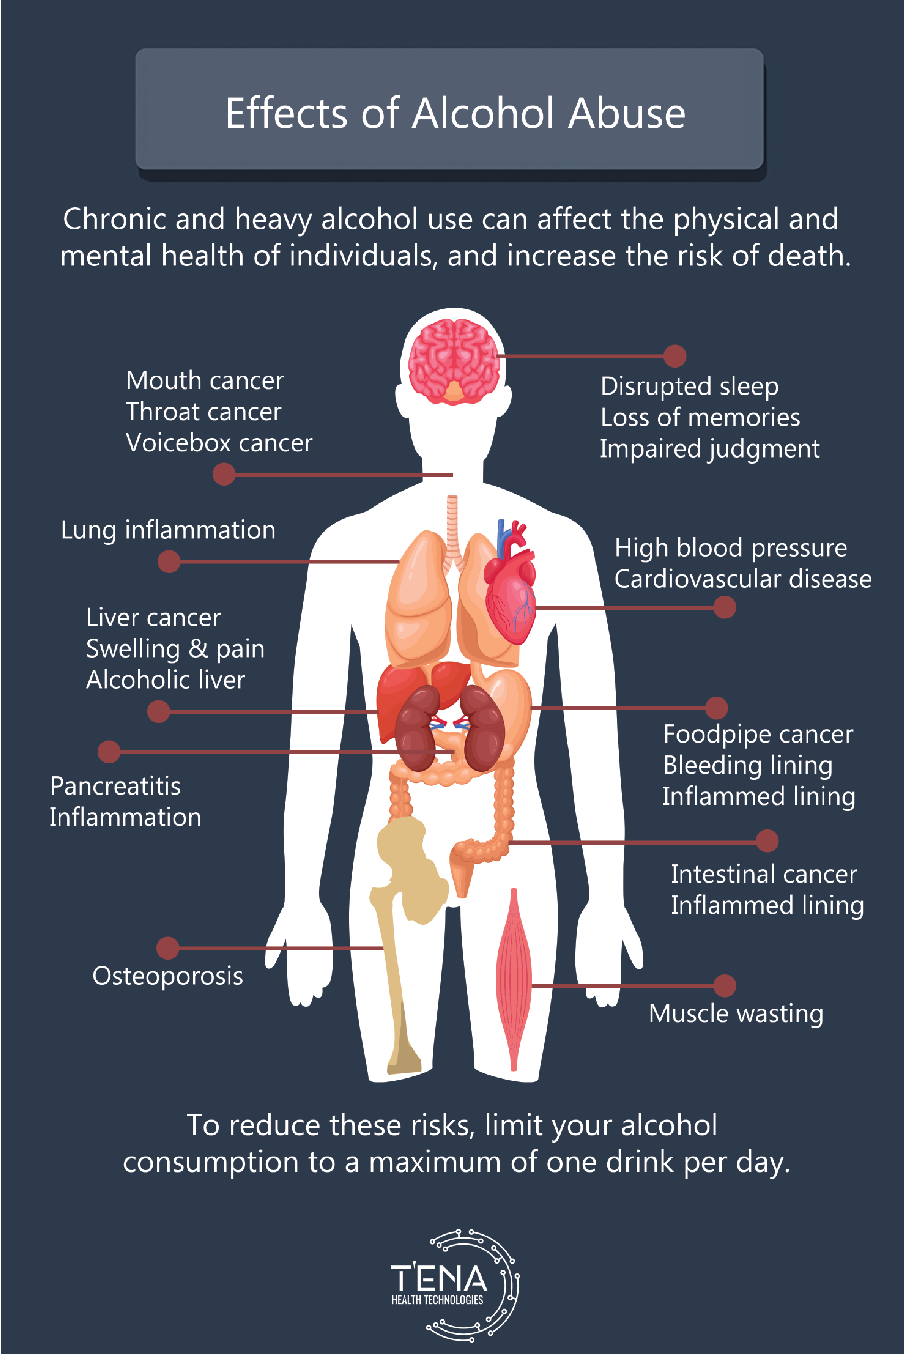 Effects of Alcohol Abuse
Chronic and heavy alcohol use can affect the physical and
mental health of individuals, and increase the risk of death.
Mouth cancer
Throat cancer
Voicebox cancer
Disrupted sleep
Loss of memories
Impaired judgment
Lung inflammation
High blood pressure
Cardiovascular disease
Liver cancer
Swelling & pain
Alcoholic liver
Foodpipe cancer
Bleeding lining
Inflammed lining
Pancreatitis
Inflammation
Intestinal cancer
Inflammed lining
Osteoporosis
Muscle wasting
To reduce these risks, limit your alcohol
consumption to a maximum of one drink per day.
T'ENA
HEALTH TECHNOLOGIES